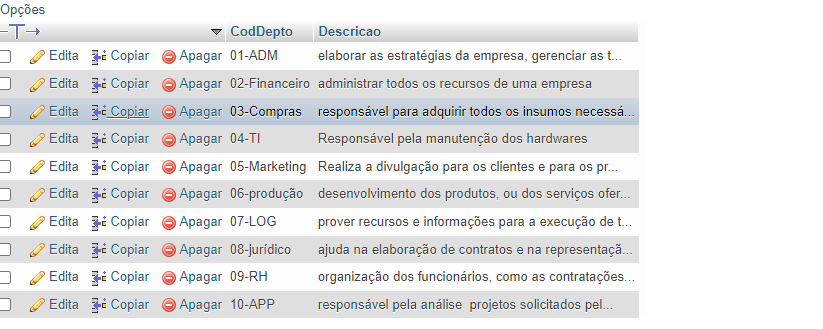 Opções
CodDepto Descricao
Edita Copiar Apagar 01-ADM elaborar as estratégias da empresa, gerenciar as t...
Edita Copiar Apagar 02-Financeiro administrar todos os recursos de uma empresa
Edita Copiar Apagar 03-Compras responsável para adquirir todos os insumos necessá...
Edita Copiar Apagar 04-TI Responsável pela manutenção dos hardwares
Edita Copiar Apagar 05-Marketing Realiza a divulgação para os clientes e para os pr...
Edita Copiar Apagar 06-produção desenvolvimento dos produtos, ou dos serviços ofer...
Edita Copiar Apagar 07-LOG prover recursos e informações para a execução de t...
Edita Copiar Apagar 08-jurídico ajuda na elaboração de contratos e na representaçã...
Edita Copiar Apagar 09-RH organização dos funcionários, como as contratações...
Edita Copiar Apagar 10-APP responsável pela análise  projetos solicitados pel...